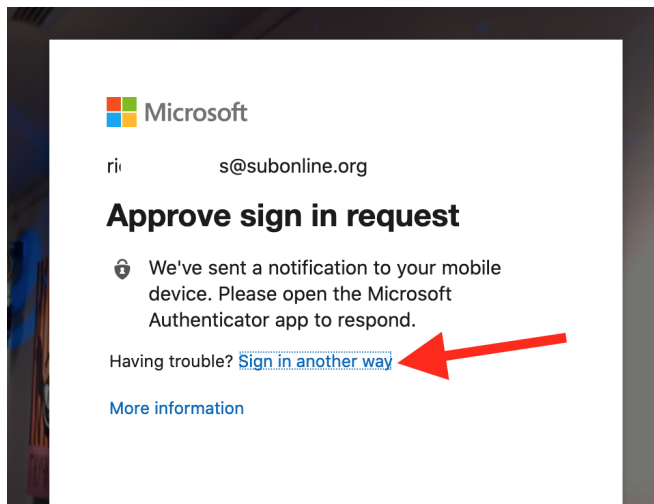 Microsoft
s@subonline.org
Approve sign in request
We've sent a notification to your mobile
device. Please open the Microsoft
Authenticator app to respond.
Having trouble? Sign in another way
More information